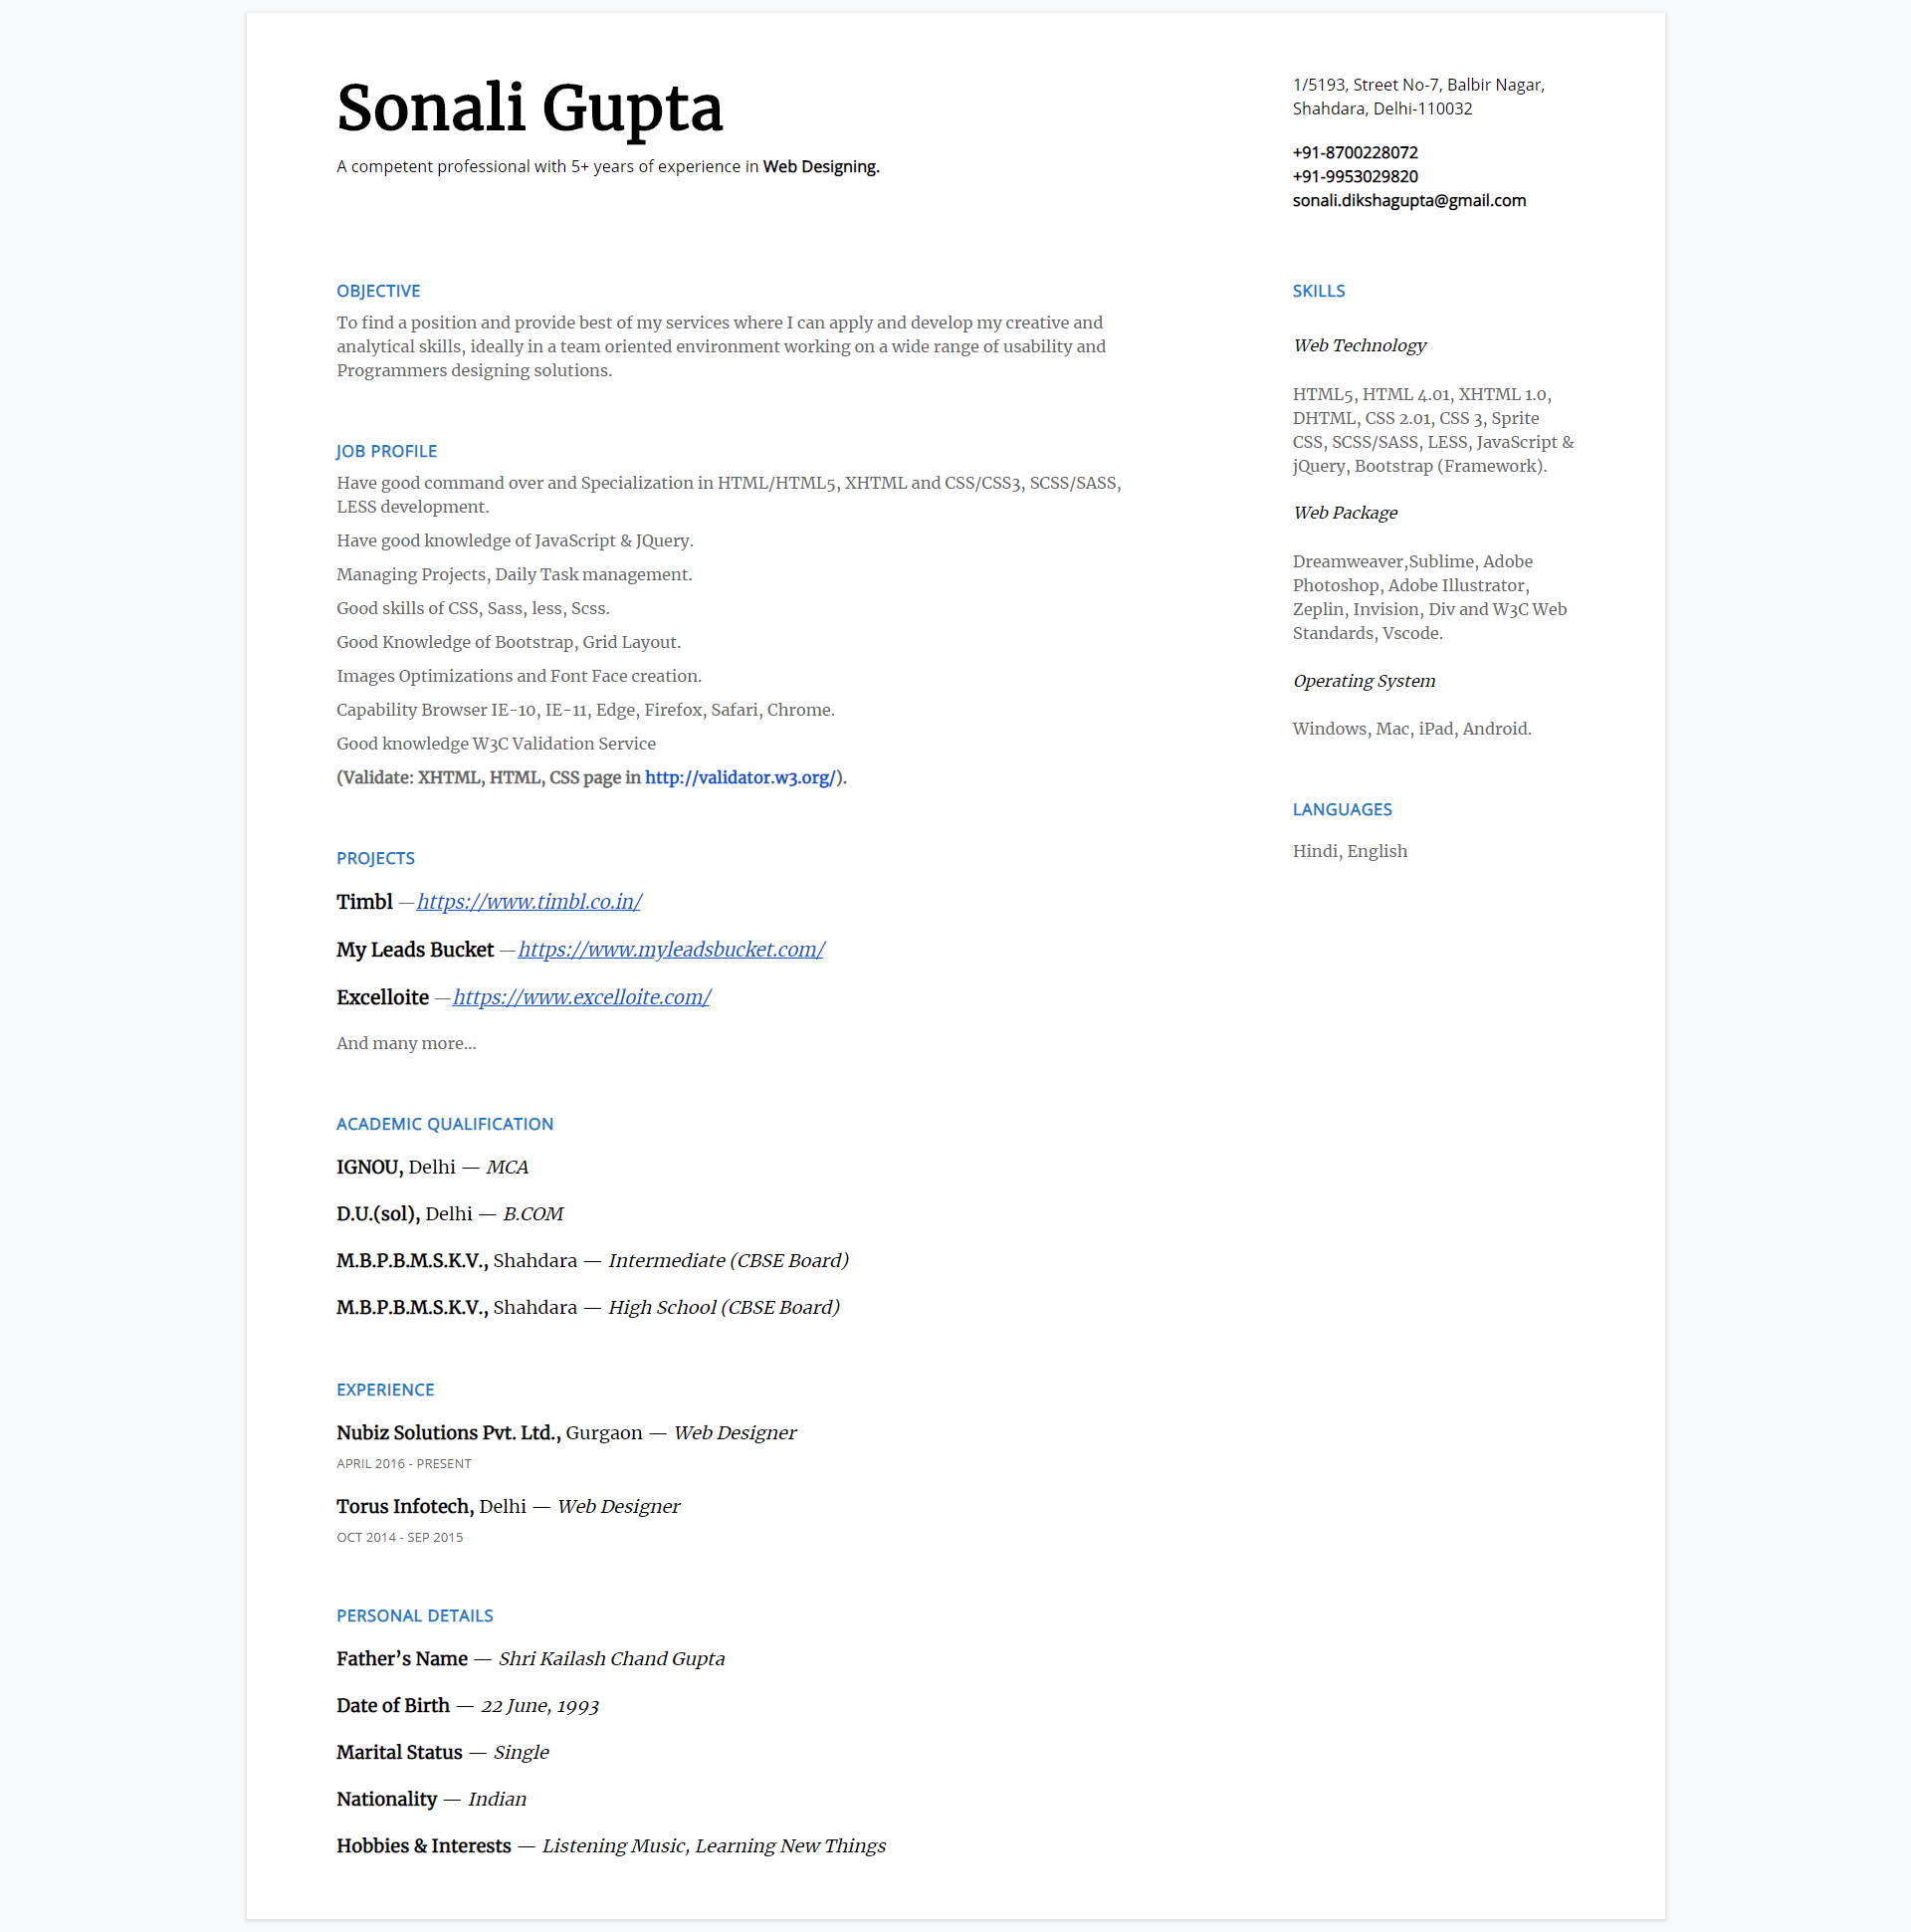 Sonali Gupta
A competent professional with 5+ years of experience in Web Designing.
1/5193, Street No-7, Balbir Nagar,
Shahdara, Delhi-110032
+91-8700228072
+91-9953029820
sonali.dikshagupta@gmail.com
OBJECTIVE
To find a position and provide best of my services where I can apply and develop my creative and
analytical skills, ideally in a team oriented environment working on a wide range of usability and
Programmers designing solutions.
JOB PROFILE
Have good command over and Specialization in HTML/HTML5, XHTML and CSS/CSS3, SCSS/SASS,
LESS development.
Have good knowledge of JavaScript & JQuery.
Managing Projects, Daily Task management.
Good skills of CSS, Sass, less, Scss.
Good Knowledge of Bootstrap, Grid Layout.
Images Optimizations and Font Face creation.
Capability Browser IE-10, IE-11, Edge, Firefox, Safari, Chrome.
Good knowledge W3C Validation Service
(Validate: XHTML, HTML, CSS page in http://validator.w3.org/).
PROJECTS
Timbl —https://www.timbl.co.in/
My Leads Bucket —https://www.myleadsbucket.com/
Excelloite —https://www.excelloite.com/
And many more...
ACADEMIC QUALIFICATION
IGNOU, Delhi — MCA
D.U.(sol), Delhi — B.COM
M.B.P.B.M.S.K.V., Shahdara — Intermediate (CBSE Board)
M.B.P.B.M.S.K.V., Shahdara — High School (CBSE Board)
EXPERIENCE
Nubiz Solutions Pvt. Ltd., Gurgaon — Web Designer
APRIL 2016 - PRESENT
Torus Infotech, Delhi — Web Designer
OCT 2014 - SEP 2015
PERSONAL DETAILS
Father’s Name — Shri Kailash Chand Gupta
Date of Birth — 22 June, 1993
Marital Status — Single
Nationality — Indian
Hobbies & Interests — Listening Music, Learning New Things
SKILLS
Web Technology
HTML5, HTML 4.01, XHTML 1.0,
DHTML, CSS 2.01, CSS 3, Sprite
CSS, SCSS/SASS, LESS, JavaScript &
jQuery, Bootstrap (Framework).
Web Package
Dreamweaver,Sublime, Adobe
Photoshop, Adobe Illustrator,
Zeplin, Invision, Div and W3C Web
Standards, Vscode.
Operating System
Windows, Mac, iPad, Android.
LANGUAGES
Hindi, English